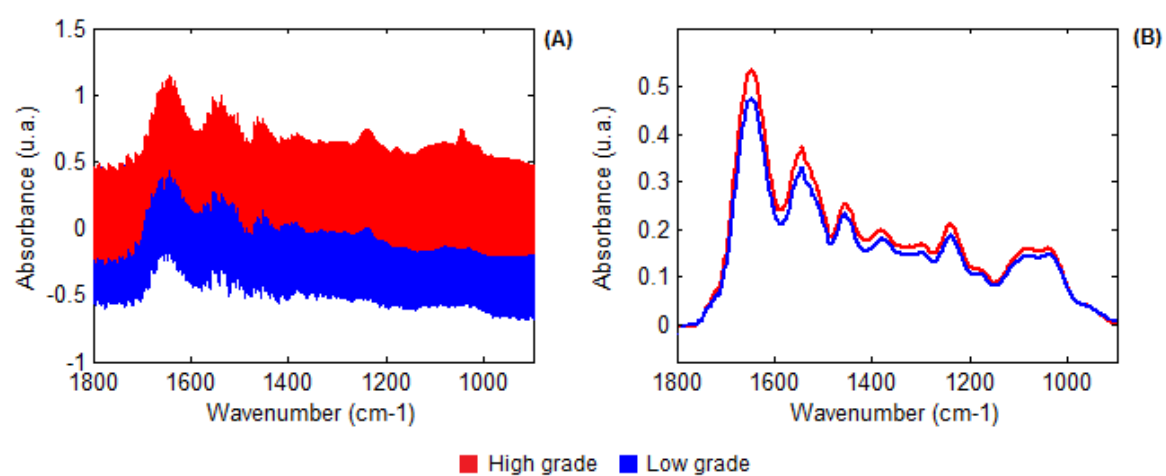 (A)
1.5
1
0.5
0
-0.5
-1
1800 1600 1400 1200 1000
Absorbance (u.a.)
Wavenumber (cm-1)
(B)
0.5
0.4
0.3
0.2
0.1
0
1800 1600 1400 1200 1000
Absorbance (u.a.)
Wavenumber (cm-1)
High grade Low grade